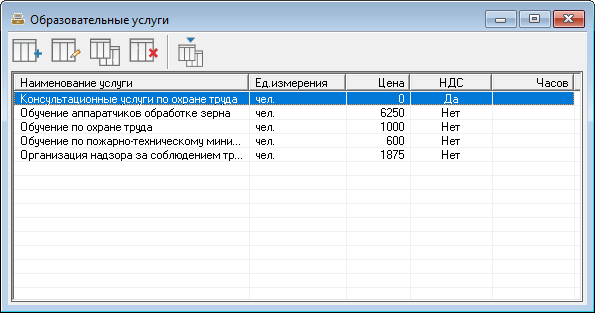 Образовательные услуги
Наименование услуги Ед.измерения Цена НДС Часов
Консультационные услуги по охране труда чел. 0 Да
Обучение аппаратчиков обработке зерна чел. 6250 Нет
Обучение по охране труда чел. 1000 Нет
Обучение по пожарно-техническому мини... чел. 600 Нет
Организация надзора за соблюдением тр... чел. 1875 Нет